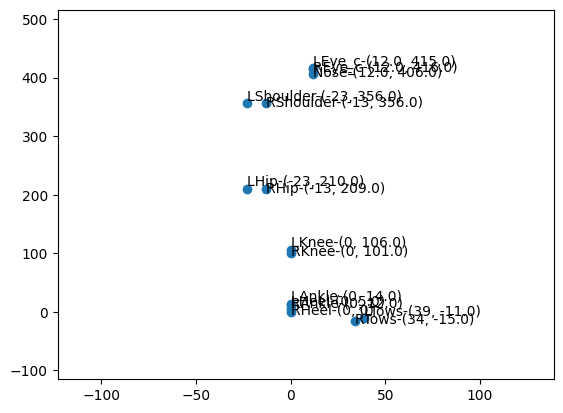 500
400
300
200
100
0
−100
−100
−50
0
50
100
LEye_c-(12.0, 415.0)
REye_c-(12.0, 416.0)
Nose-(12.0, 406.0)
LShoulder-(-23, 356.0)
RShoulder-(-13, 356.0)
LHip-(-23, 210.0)
RHip-(-13, 209.0)
LKnee-(0, 106.0)
RKnee-(0, 101.0)
LAnkle-(0, 14.0)
RHeel-(0, 0)
(39, -11.0)
(34, -15.0)